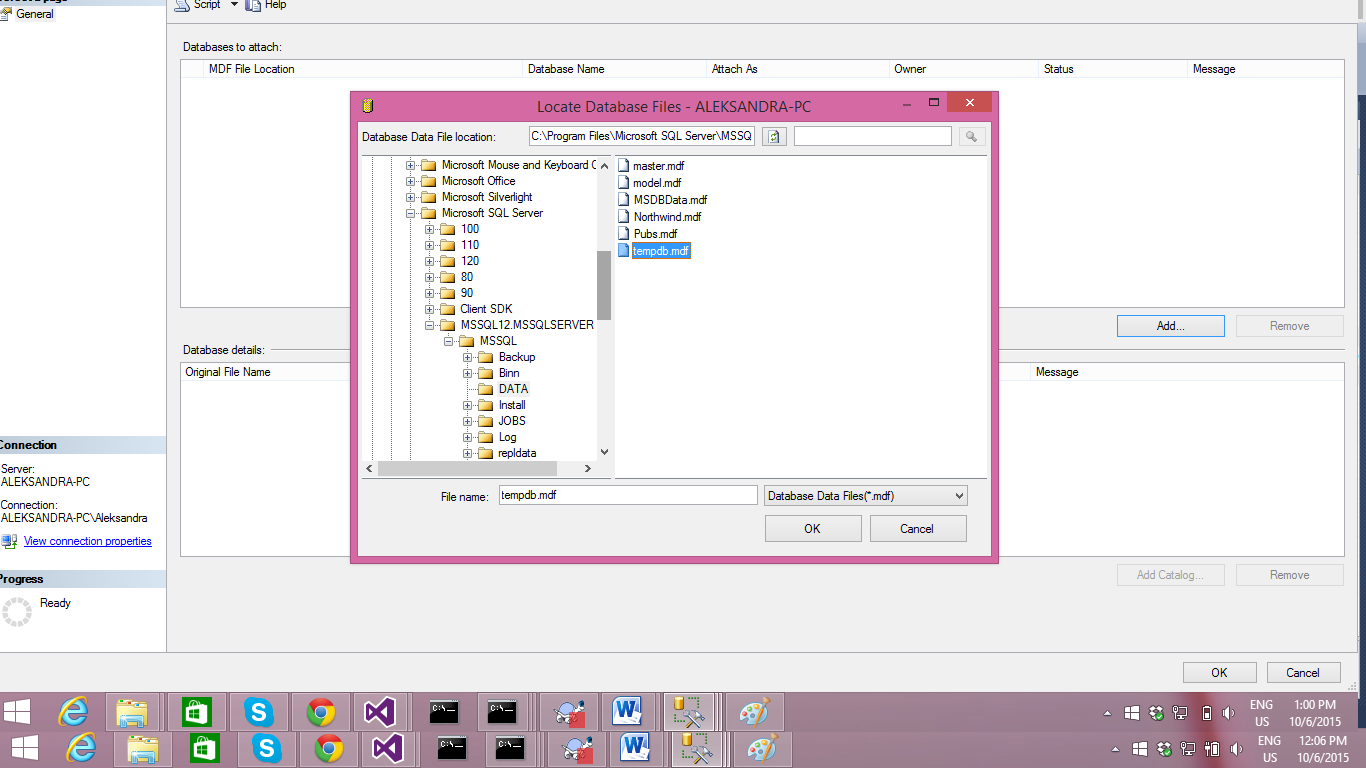 General
Script Help
Databases to attach:
MDF File Location Database Name Attach As Owner Status Message
Locate Database Files - ALEKSANDRA-PC
Database Data File location: C:\Program Files\Microsoft SQL Server\MSSQ
Microsoft Mouse and Keyboard C
Microsoft Office
Microsoft Silverlight
Microsoft SQL Server
100
110
120
80
90
Client SDK
MSSQL12.MSSQLSERVER
MSSQL
Backup
Binn
DATA
Install
JOBS
Log
repldata
master.mdf
model.mdf
MSDBData.mdf
Northwind.mdf
Pubs.mdf
tempdb.mdf
File name: tempdb.mdf Database Data Files(*.mdf)
OK Cancel
Add... Remove
Database details:
Original File Name Message
Add Catalog... Remove
Connection
Server:
ALEKSANDRA-PC
Connection:
ALEKSANDRA-PC\Aleksandra
View connection properties
Progress
Ready
OK Cancel
ENG 1:00 PM
US 10/6/2015
ENG 12:06 PM
US 10/6/2015